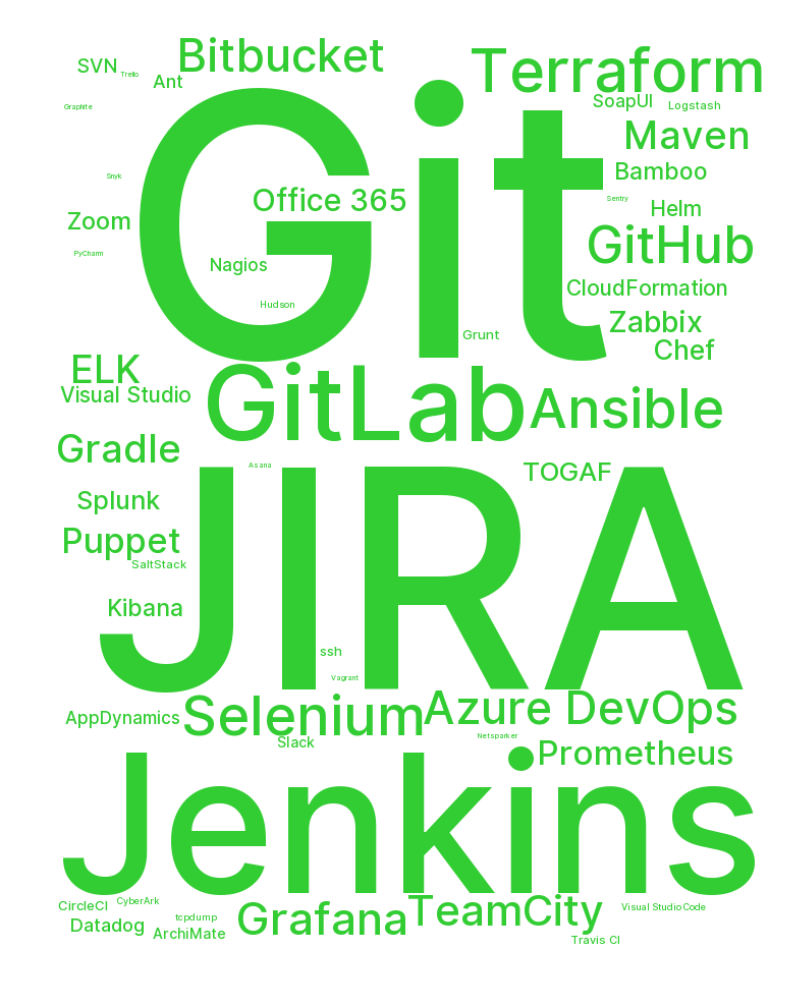 Bitbucket
Terraform
SVN
Trello
Ant
SoapUI
Logstash
Graphite
Git
Maven
Bamboo
Snyk
Office 365
Sentry
Helm
Zoom
GitHub
PyCharm
Nagios
CloudFormation
Hudson
Zabbix
Grunt
Chef
ELK
Visual Studio
GitLab
Ansible
Gradle
Asana
TOGAF
JIRA
Splunk
Puppet
SaltStack
Kibana
ssh
Vagrant
AppDynamics
Selenium
Azure DevOps
Slack
Netsparker
Prometheus
Jenkins
CircleCI
CyberArk
tcpdump
Datadog
ArchiMate
Grafana
TeamCity
Visual Studio Code
Travis CI